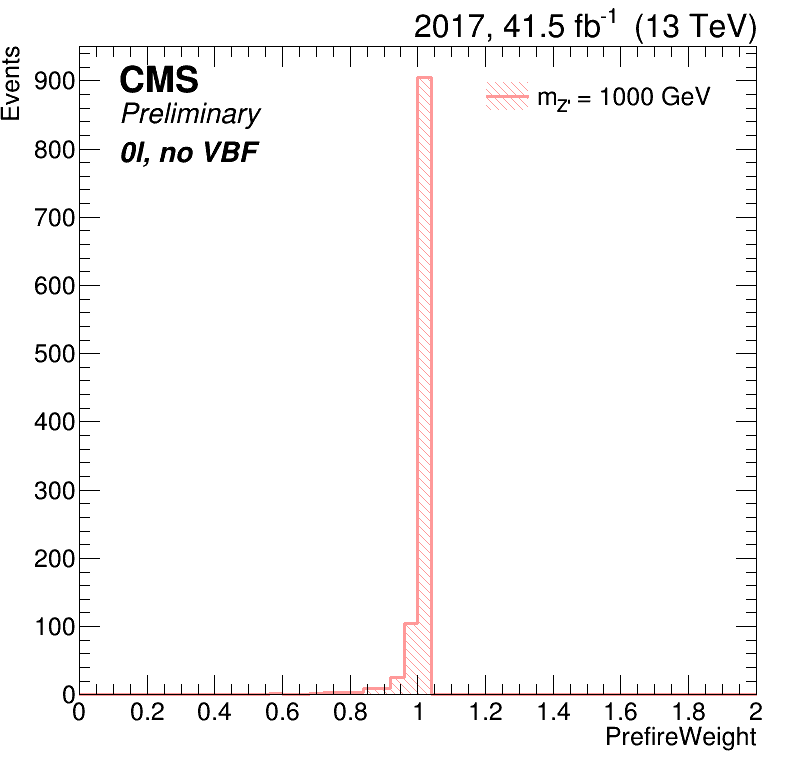 2017, 41.5 fb⁻¹ (13 TeV)
Events
CMS
Preliminary
0l, no VBF
m_Z' = 1000 GeV
900
800
700
600
500
400
300
200
100
0
0 0.2 0.4 0.6 0.8 1 1.2 1.4 1.6 1.8 2
PrefireWeight